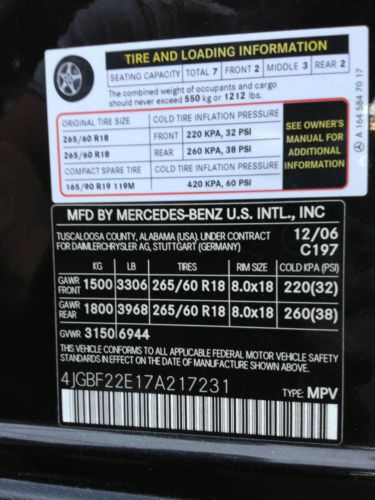 TIRE AND LOADING INFORMATION
SEATING CAPACITY TOTAL 7 FRONT 2 MIDDLE 3 REAR 2
The combined weight of occupants and cargo
should never exceed 550 kg or 1212 lbs.
ORIGINAL TIRE SIZE COLD TIRE INFLATION PRESSURE
265/60 R18 FRONT 220 KPA, 32 PSI
265/60 R18 REAR 260 KPA, 38 PSI
COMPACT SPARE TIRE COLD TIRE INFLATION PRESSURE
165/90 R19 119M 420 KPA, 60 PSI
SEE OWNER'S
MANUAL FOR
ADDITIONAL
INFORMATION
A 164 584 70 17
MFD BY MERCEDES-BENZ U.S. INTL., INC
TUSCALOOSA COUNTY, ALABAMA (USA). UNDER CONTRACT 12/06
FOR DAIMLERCHRYSLER AG, STUTTGART (GERMANY) C197
KG LB TIRES RIM SIZE COLD KPA (PSI)
GAWR FRONT 1500 3306 265/60 R18 8.0x18 220(32)
GAWR REAR 1800 3968 265/60 R18 8.0x18 260(38)
GVWR 3150 6944
THIS VEHICLE CONFORMS TO ALL APPLICABLE FEDERAL MOTOR VEHICLE
SAFETY STANDARDS IN EFFECT ON THE DATE OF MANUFACTURE SHOWN ABOVE.
4JGBF22E17A217231 TYPE: MPV